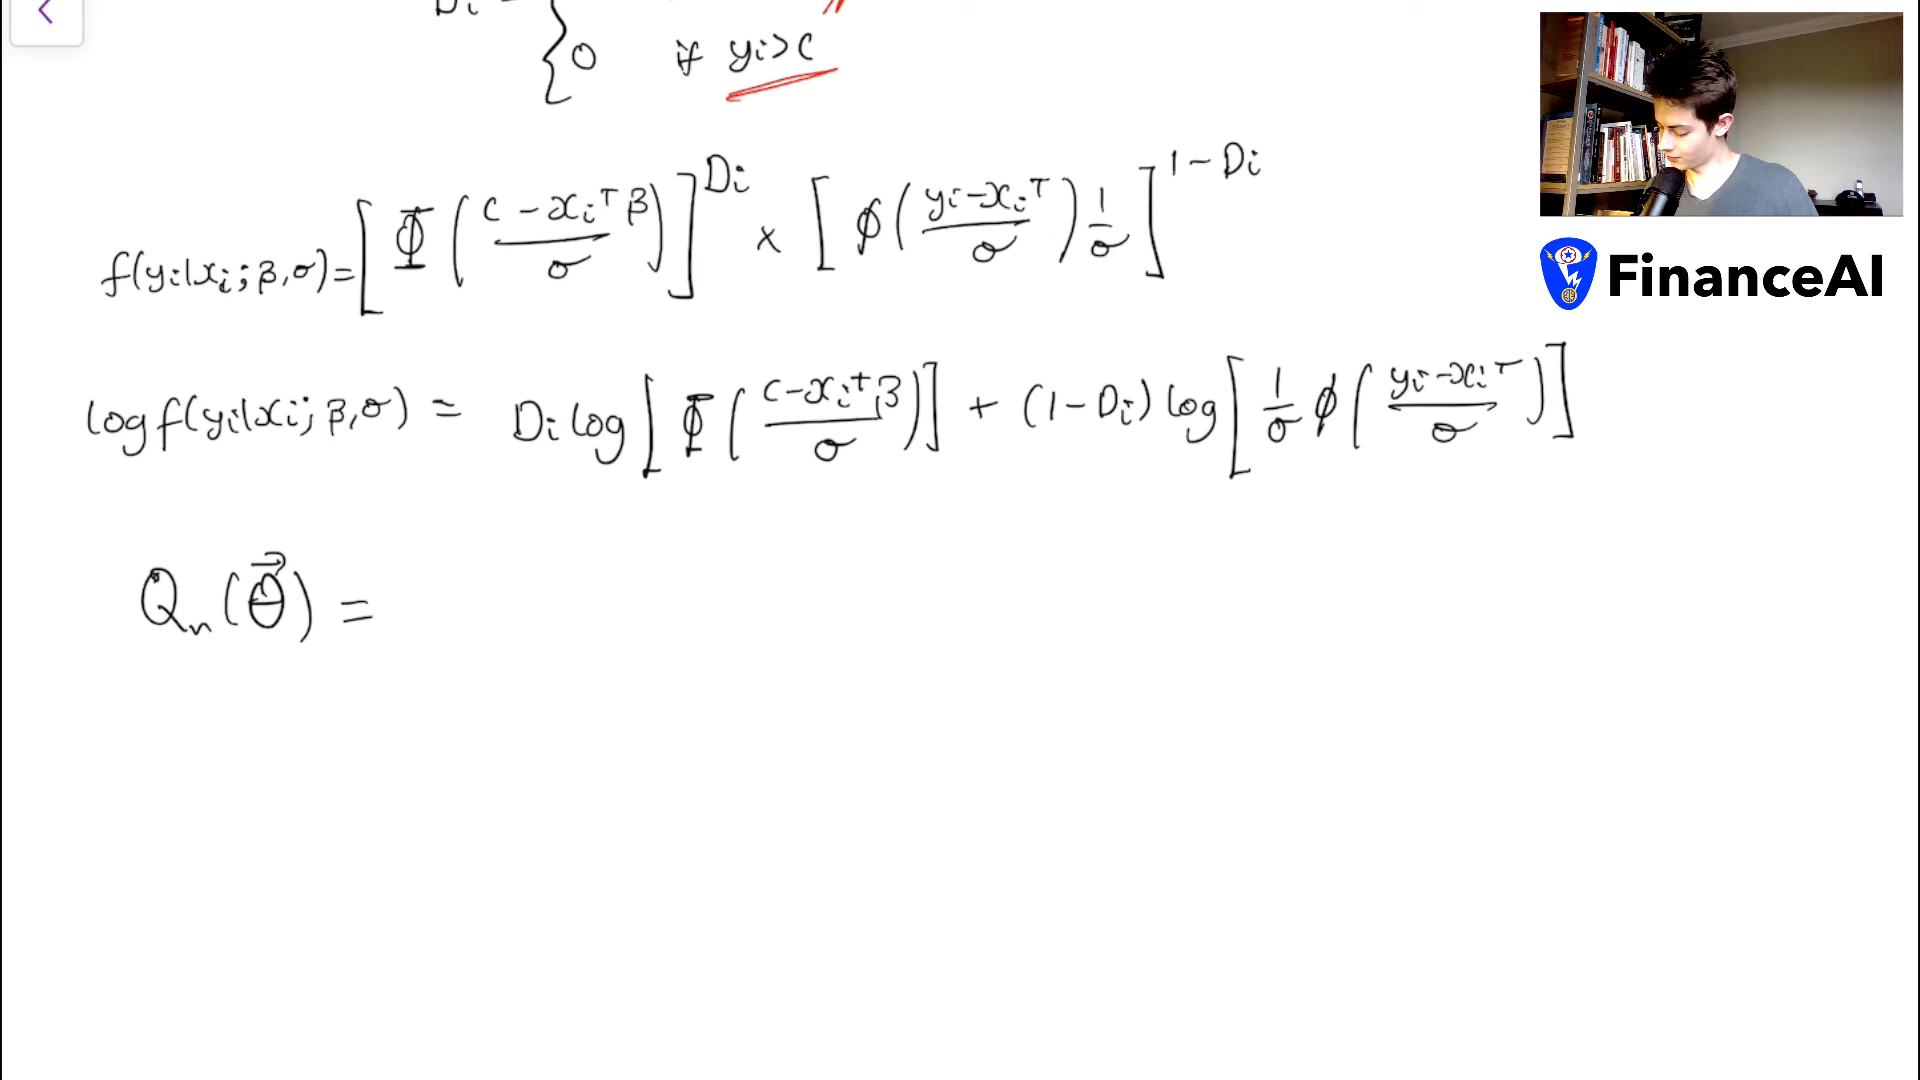 Di =
0 if yi>c
f(yi|xi; β,σ)= [Φ((c-xiᵀβ)/σ)]^Di × [ϕ((yi-xiᵀ)/σ) 1/σ]^1-Di
FinanceAI
log f(yi|xi; β,σ) = Di log[Φ((c-xiᵀβ)/σ)] + (1-Di) log[1/σ ϕ((yi-xiᵀ)/σ)]
Qn(θ⃗) =